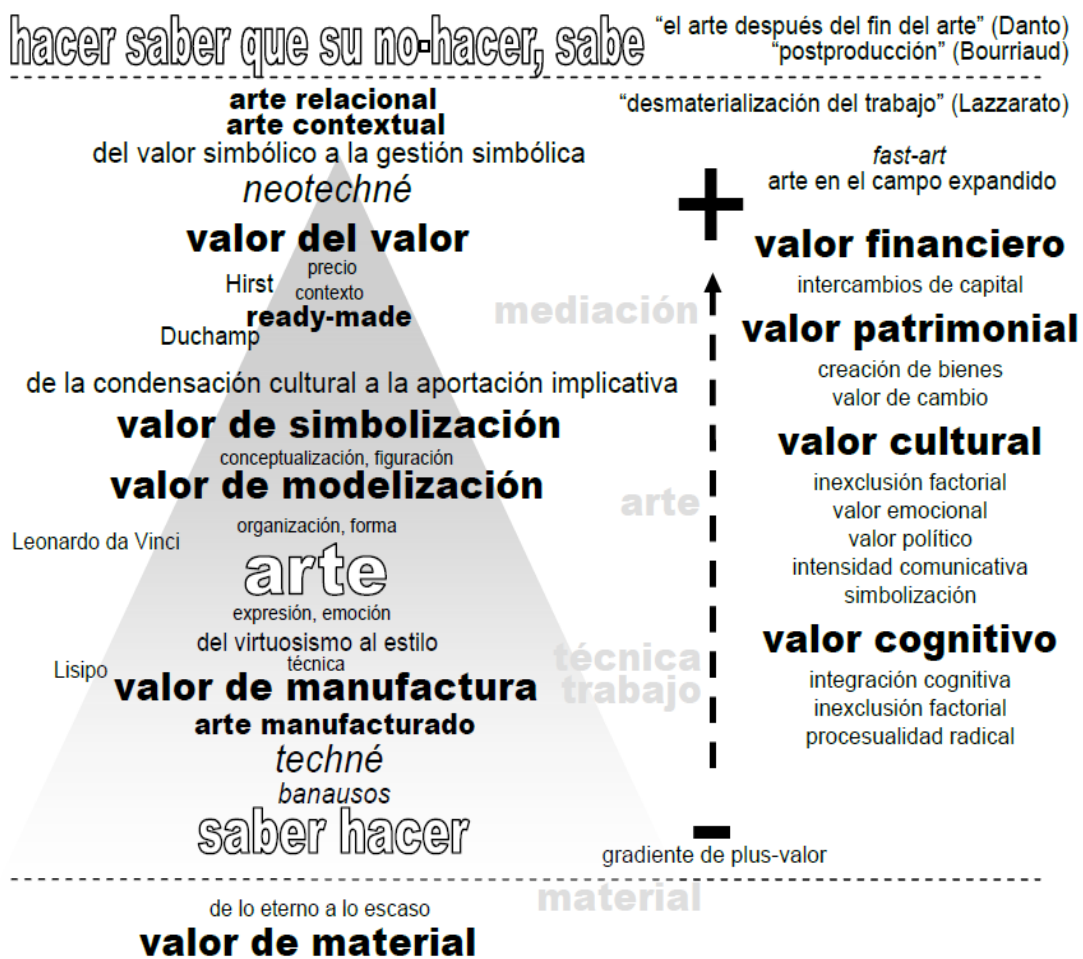 hacer saber que su no-hacer, sabe
“el arte después del fin del arte” (Danto)
“postproducción” (Bourriaud)
arte relacional
arte contextual
del valor simbólico a la gestión simbólica
neotechné
valor del valor
precio
Hirst
contexto
ready-made
Duchamp
de la condensación cultural a la aportación implicativa
valor de simbolización
conceptualización, figuración
valor de modelización
organización, forma
Leonardo da Vinci
arte
expresión, emoción
del virtuosismo al estilo
técnica
Lisipo
valor de manufactura
arte manufacturado
techné
banausos
saber hacer
de lo eterno a lo escaso
valor de material
mediación
arte
técnica
trabajo
material
+
-
gradiente de plus-valor
“desmaterialización del trabajo” (Lazzarato)
fast-art
arte en el campo expandido
valor financiero
intercambios de capital
valor patrimonial
creación de bienes
valor de cambio
valor cultural
inexclusión factorial
valor emocional
valor político
intensidad comunicativa
simbolización
valor cognitivo
integración cognitiva
inexclusión factorial
procesualidad radical